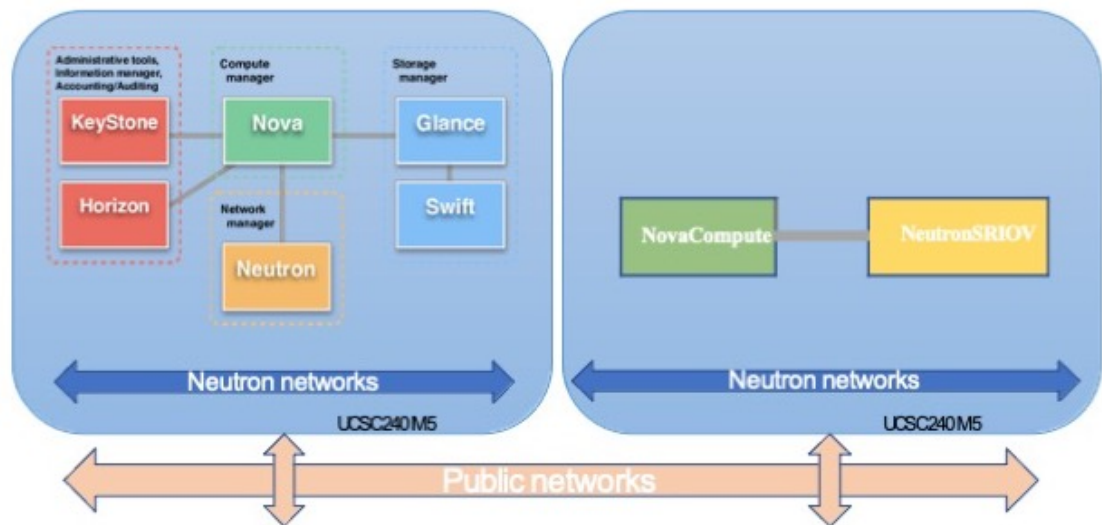 Administrative tools,
Information manager,
Accounting/Auditing
KeyStone
Horizon
Compute
manager
Nova
Network
manager
Neutron
Storage
manager
Glance
Swift
Neutron networks
UCSC240 M5
NovaCompute
NeutronSRIOV
Neutron networks
UCSC240 M5
Public networks